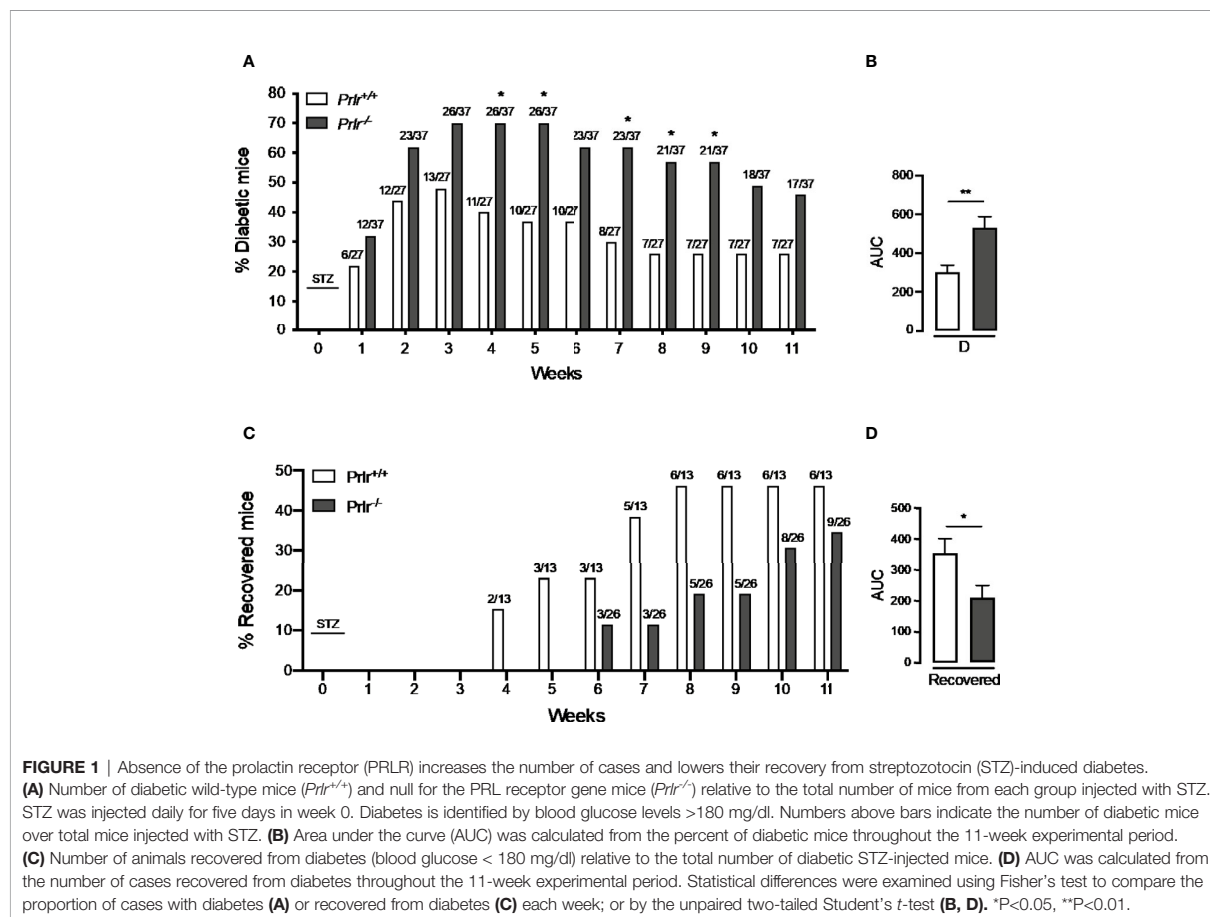 A
80
70
60
50
40
30
20
10
0
% Diabetic mice
Prlr+/+
Prlr-/-
STZ
6/27
12/37
12/27
23/37
13/27
26/37
11/27
26/37
*
10/27
26/37
*
10/27
23/37
8/27
23/37
*
7/27
21/37
*
7/27
21/37
*
7/27
18/37
7/27
17/37
0 1 2 3 4 5 6 7 8 9 10 11
Weeks
B
800
600
400
200
0
AUC
**
D
C
50
40
30
20
10
0
% Recovered mice
Prlr+/+
Prlr-/-
STZ
2/13
3/13
3/13
3/26
5/13
3/26
6/13
5/26
6/13
5/26
6/13
8/26
6/13
9/26
0 1 2 3 4 5 6 7 8 9 10 11
Weeks
D
500
400
300
200
100
0
AUC
*
Recovered
FIGURE 1 | Absence of the prolactin receptor (PRLR) increases the number of cases and lowers their recovery from streptozotocin (STZ)-induced diabetes.
(A) Number of diabetic wild-type mice (Prlr+/+) and null for the PRL receptor gene mice (Prlr-/-) relative to the total number of mice from each group injected with STZ.
STZ was injected daily for five days in week 0. Diabetes is identified by blood glucose levels >180 mg/dl. Numbers above bars indicate the number of diabetic mice
over total mice injected with STZ. (B) Area under the curve (AUC) was calculated from the percent of diabetic mice throughout the 11-week experimental period.
(C) Number of animals recovered from diabetes (blood glucose < 180 mg/dl) relative to the total number of diabetic STZ-injected mice. (D) AUC was calculated from
the number of cases recovered from diabetes throughout the 11-week experimental period. Statistical differences were examined using Fisher's test to compare the
proportion of cases with diabetes (A) or recovered from diabetes (C) each week; or by the unpaired two-tailed Student's t-test (B, D). *P<0.05, **P<0.01.